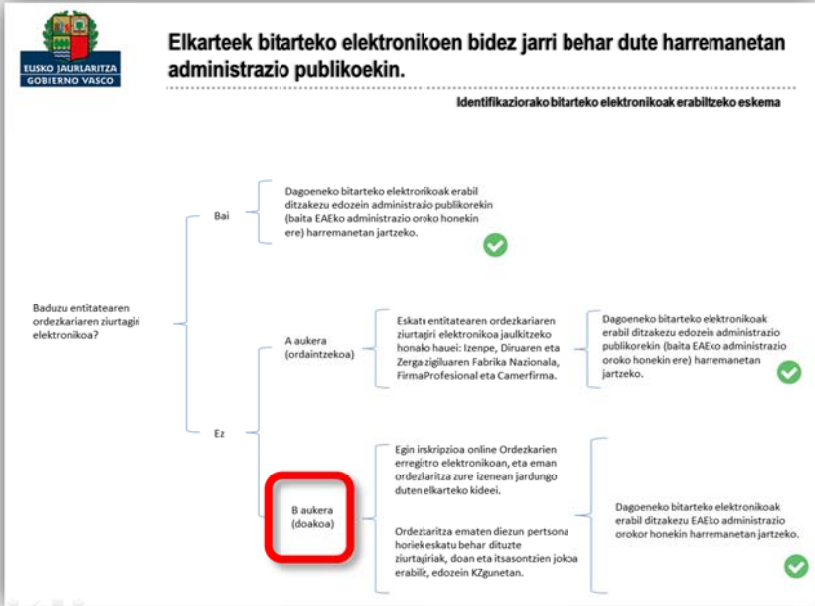 EUSKO JAURLARITZA
GOBIERNO VASCO
Elkarteek bitarteko elektronikoen bidez jarri behar dute harremanetan
administrazio publikoekin.
Identifikaziorako bitarteko elektronikoak erabiltzeko eskema
Baduzu entitatearen
ordezkariaren ziurtagiri
elektronikoa?
Bai
Dagoeneko bitarteko elektronikoak erabil
ditzakezu edozein administrazio publikorekin
(baita EAEko administrazio oroko honekin
ere) harremanetan jartzeko.
Ez
A aukera
(ordaintzekoa)
Eskatu entitatearen ordezkariaren
ziurtagiri elektronikoa jaulkitzeko
honako hauei: Izenpe, Diruaren eta
Zergazigiluaren Fabrika Nazionala,
FirmaProfesional eta Camerfirma.
Dagoeneko bitarteko elektronikoak
erabil ditzakezu edozein administrazio
publikorekin (baita EAEko administrazio
oroko honekin ere) harremanetan
jartzeko.
B aukera
(doakoa)
Egin inskripzioa online Ordezkarien
erregistro elektronikoan, eta eman
ordezkaritza zure izenean jardungo
duten elkarteko kideei.
Ordezkaritza ematen diezun pertsona
horiek eskatu behar dituzte
ziurtagiriak, doan eta itsasontzien jokoa
erabiliz, edozein KZgunetan.
Dagoeneko bitarteko elektronikoak
erabil ditzakezu EAEko administrazio
orokor honekin harremanetan jartzeko.